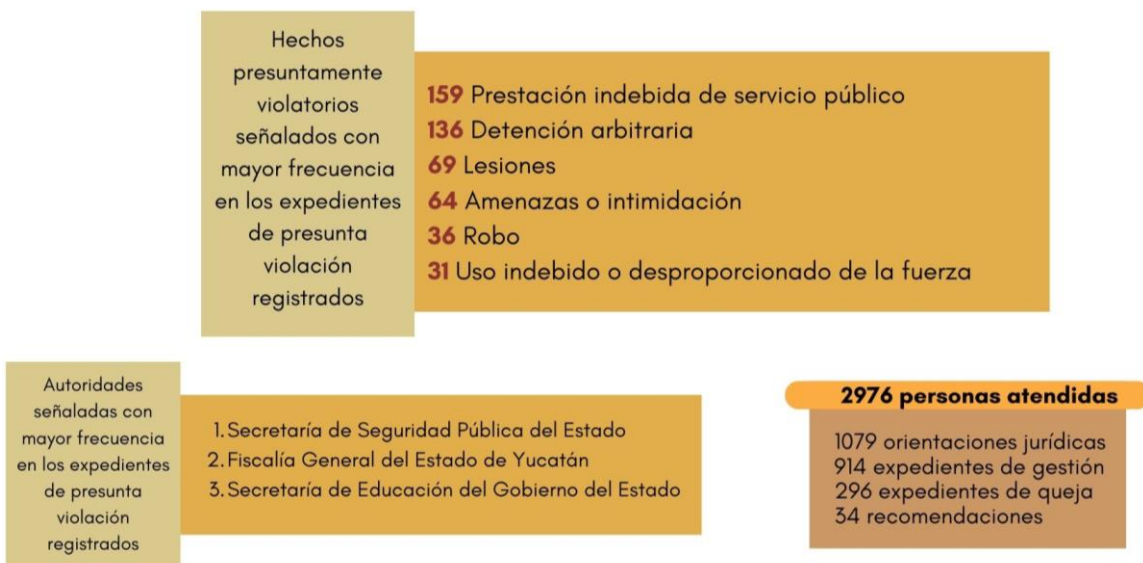 Hechos
presuntamente
violatorios
señalados con
mayor frecuencia
en los expedientes
de presunta
violación
registrados
159 Prestación indebida de servicio público
136 Detención arbitraria
69 Lesiones
64 Amenazas o intimidación
36 Robo
31 Uso indebido o desproporcionado de la fuerza
Autoridades
señaladas con
mayor frecuencia
en los expedientes
de presunta
violación
registrados
1. Secretaría de Seguridad Pública del Estado
2. Fiscalía General del Estado de Yucatán
3. Secretaría de Educación del Gobierno del Estado
2976 personas atendidas
1079 orientaciones jurídicas
914 expedientes de gestión
296 expedientes de queja
34 recomendaciones